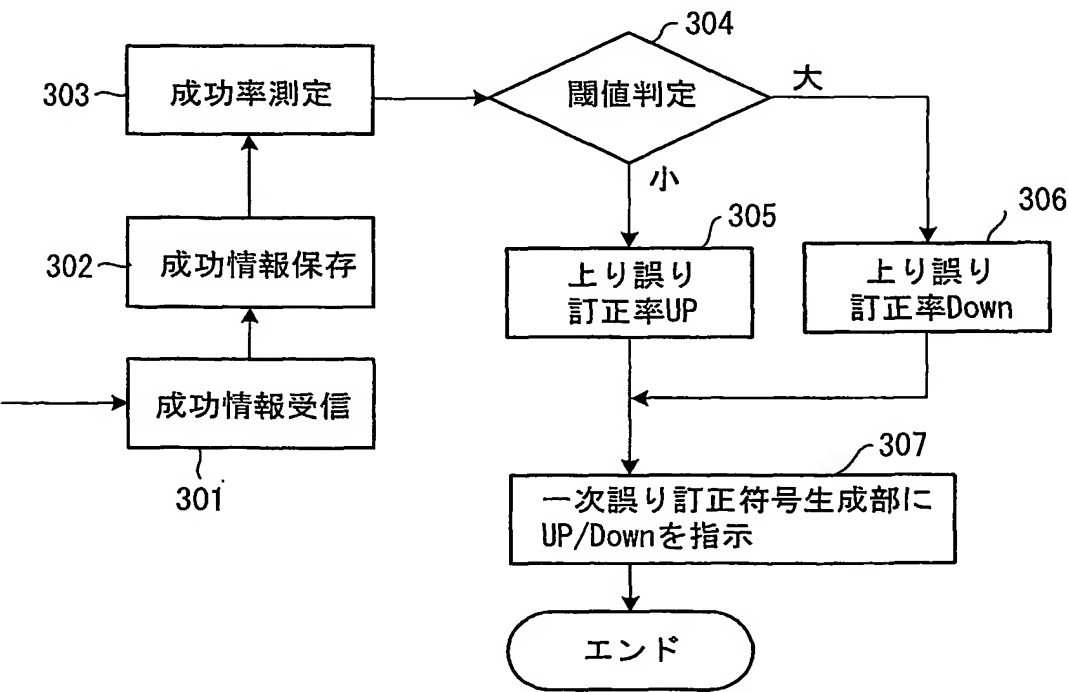 304
303
成功率測定
閾値判定
大
小
302
成功情報保存
305
306
上り誤り
訂正率UP
上り誤り
訂正率Down
成功情報受信
301
307
一次誤り訂正符号生成部に
UP/Downを指示
エンド